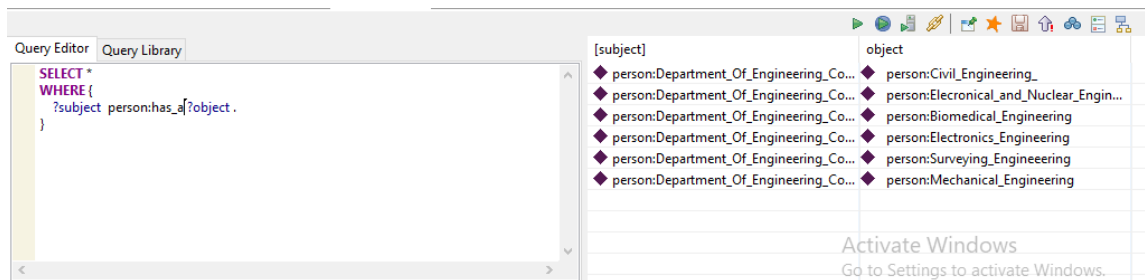 Query Editor Query Library
SELECT *
WHERE {
?subject person:has_a ?object .
}
[subject] object
person:Department_Of_Engineering_Co... person:Civil_Engineering_
person:Department_Of_Engineering_Co... person:Elecronical_and_Nuclear_Engin...
person:Department_Of_Engineering_Co... person:Biomedical_Engineering
person:Department_Of_Engineering_Co... person:Electronics_Engineering
person:Department_Of_Engineering_Co... person:Surveying_Engineeering
person:Department_Of_Engineering_Co... person:Mechanical_Engineering
Activate Windows
Go to Settings to activate Windows.